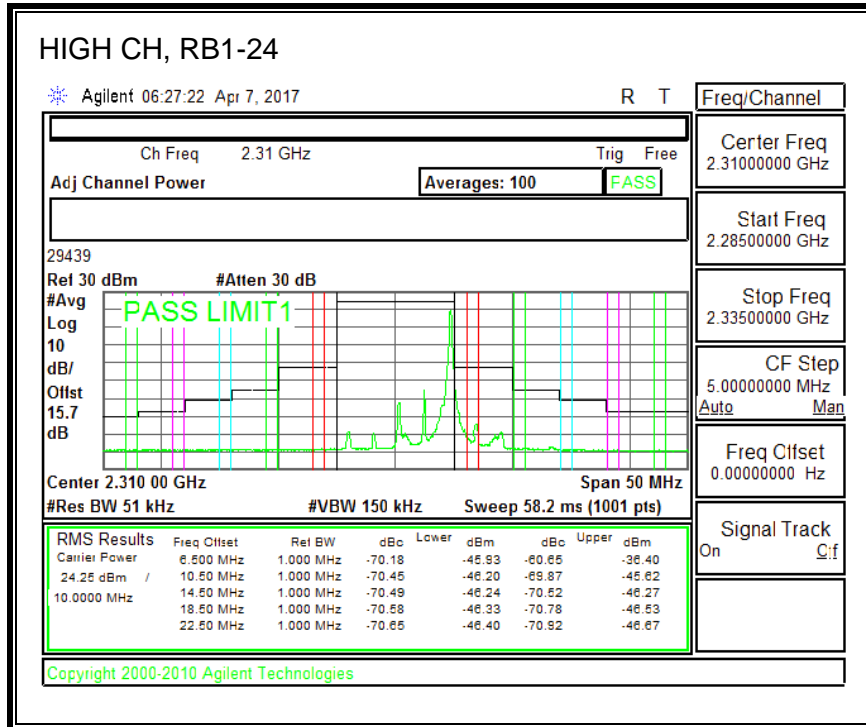 HIGH CH, RB1-24
Agilent 06:27:22 Apr 7, 2017 R T
Freq/Channel
Ch Freq 2.31 GHz Trig Free
Adj Channel Power Averages: 100 PASS
Center Freq
2.31000000 GHz
Start Freq
2.28500000 GHz
Stop Freq
2.33500000 GHz
CF Step
5.00000000 MHz
Auto Man
Freq Offset
0.00000000 Hz
Signal Track
On Off
29439
Ref 30 dBm #Atten 30 dB
#Avg
Log
10
dB/
Offst
15.7
dB
PASS LIMIT1
Center 2.310 00 GHz Span 50 MHz
#Res BW 51 kHz #VBW 150 kHz Sweep 58.2 ms (1001 pts)
RMS Results Freq Offset Ref BW dBc Lower dBm dBc Upper dBm
Carrier Power 6.500 MHz 1.000 MHz -70.18 -45.93 -60.65 -36.40
24.25 dBm / 10.50 MHz 1.000 MHz -70.45 -46.20 -69.87 -45.62
10.0000 MHz 14.50 MHz 1.000 MHz -70.49 -46.24 -70.52 -46.27
18.50 MHz 1.000 MHz -70.58 -46.33 -70.78 -46.53
22.50 MHz 1.000 MHz -70.65 -46.40 -70.92 -46.67
Copyright 2000-2010 Agilent Technologies